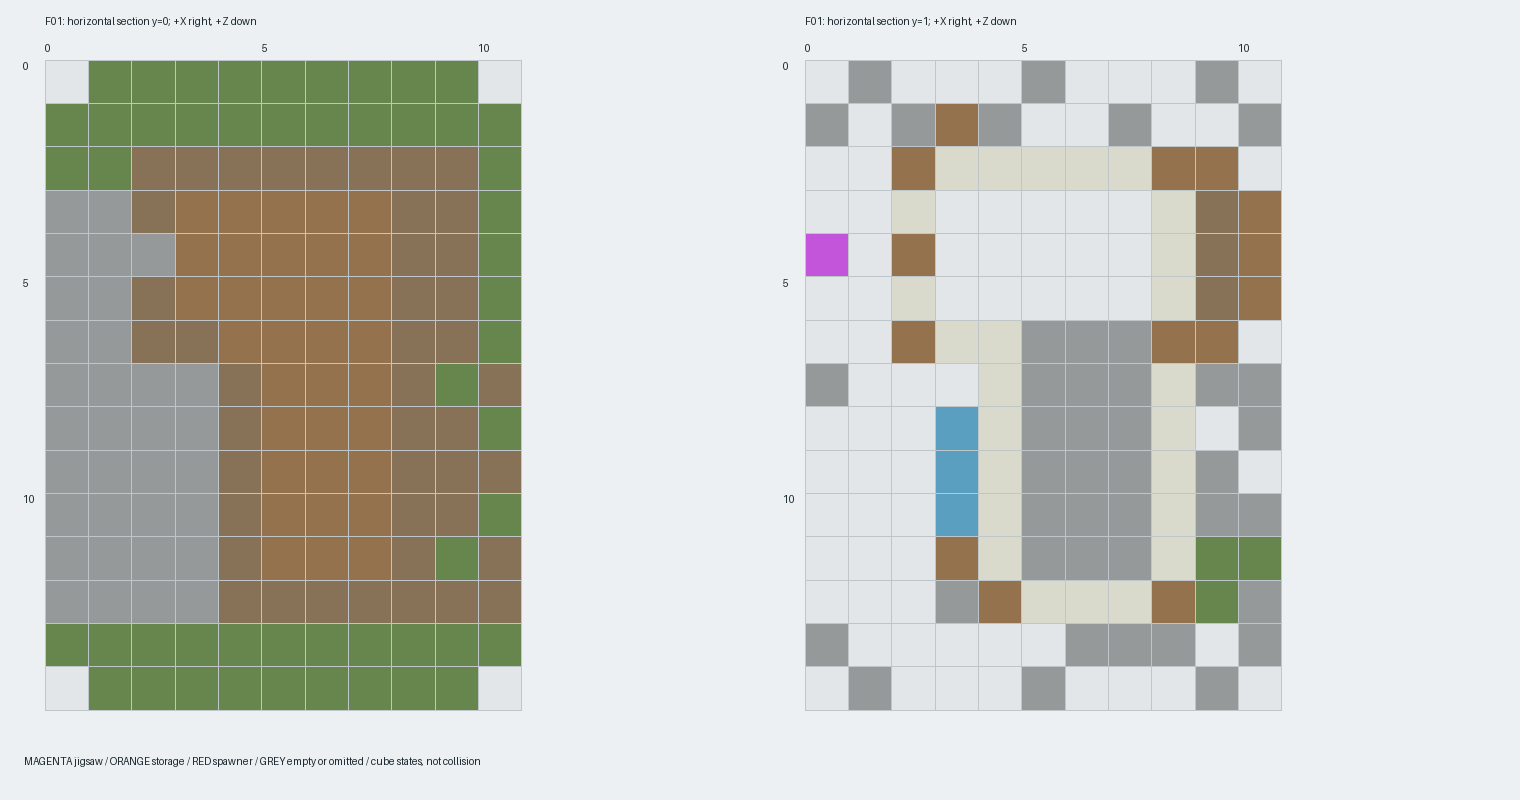 F01: horizontal section y=0; +X right, +Z down
F01: horizontal section y=1; +X right, +Z down
0 5 10
0 5 10
0
0
5
5
10
10
MAGENTA jigsaw / ORANGE storage / RED spawner / GREY empty or omitted / cube states, not collision